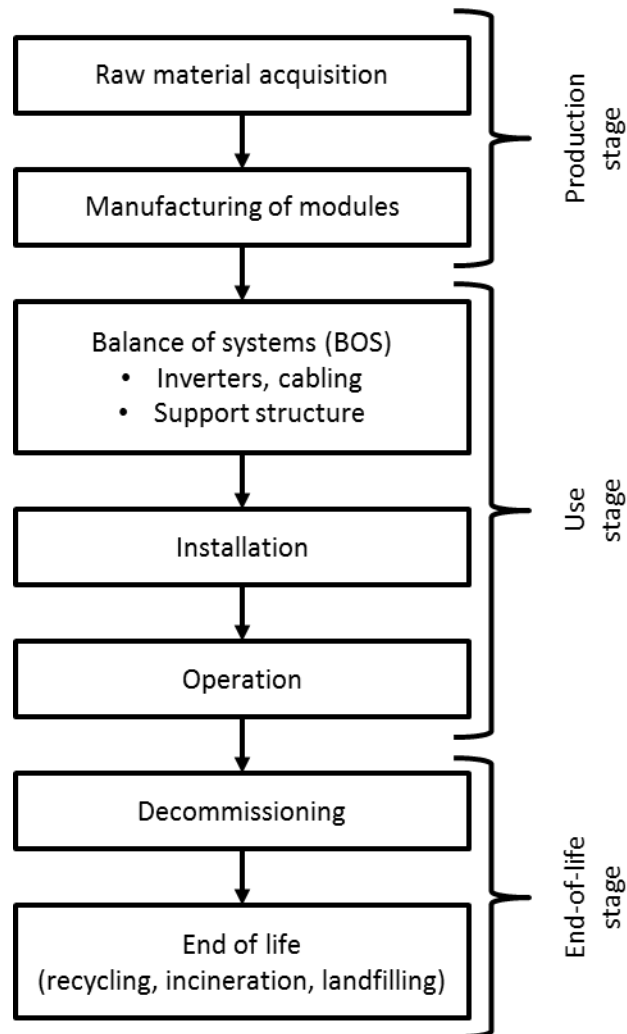 Raw material acquisition
Manufacturing of modules
Production
stage
Balance of systems (BOS)
• Inverters, cabling
• Support structure
Installation
Operation
Use
stage
Decommissioning
End of life
(recycling, incineration, landfilling)
End-of-life
stage